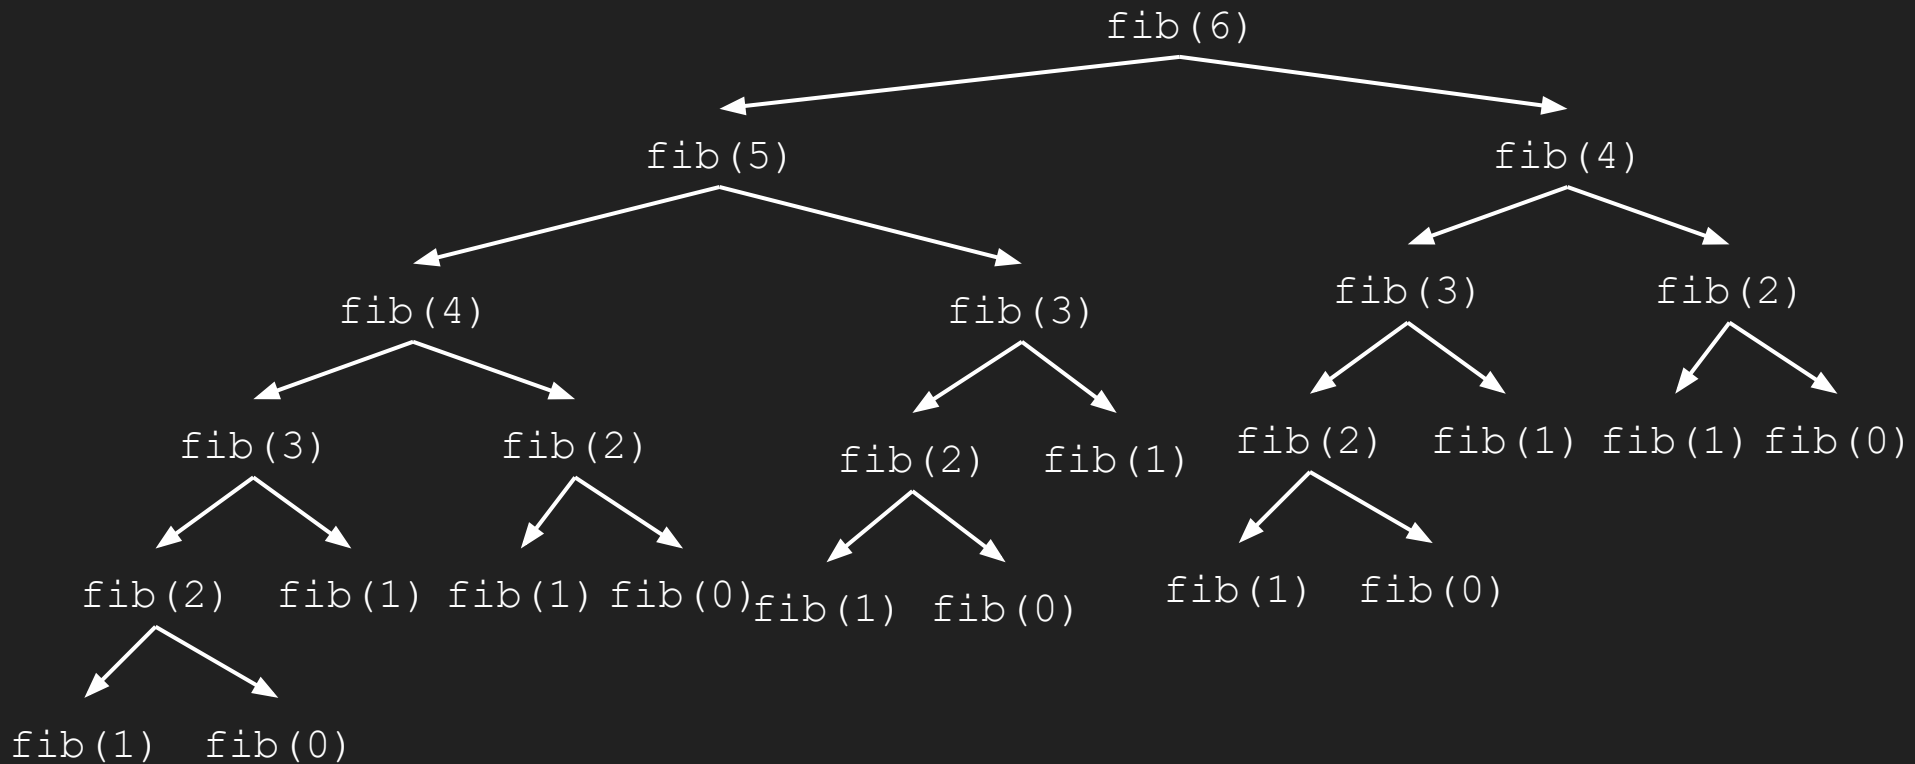 fib(6)
fib(5) fib(4)
fib(4) fib(3) fib(3) fib(2)
fib(3) fib(2) fib(2) fib(1) fib(2) fib(1) fib(1) fib(0)
fib(2) fib(1) fib(1) fib(0) fib(1) fib(0) fib(1) fib(0)
fib(1) fib(0)